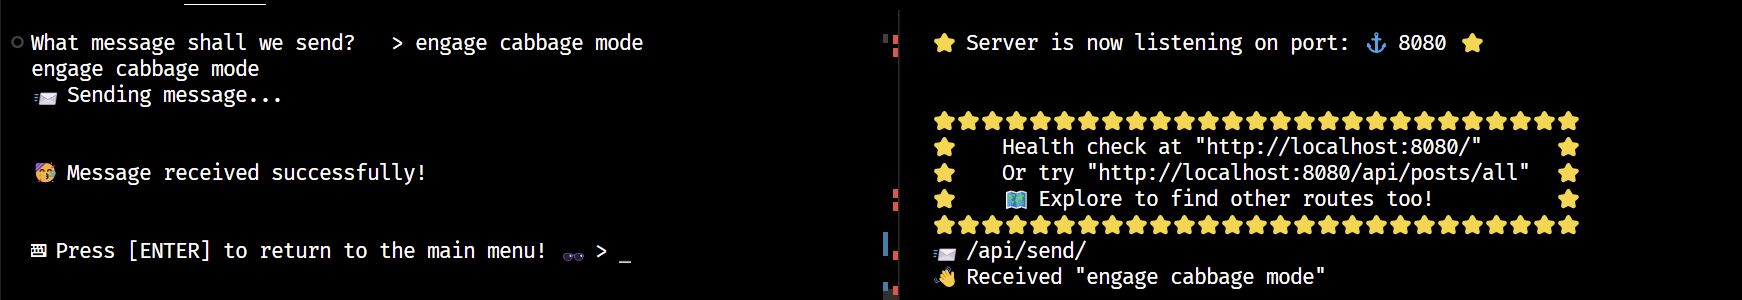 What message shall we send?   > engage cabbage mode
engage cabbage mode
📨 Sending message...
🥳 Message received successfully!
⌨ Press [ENTER] to return to the main menu! 🕶 > _
⭐ Server is now listening on port: ⚓ 8080 ⭐
⭐⭐⭐⭐⭐⭐⭐⭐⭐⭐⭐⭐⭐⭐⭐⭐⭐⭐⭐⭐⭐⭐⭐⭐⭐⭐⭐
⭐    Health check at "http://localhost:8080/"    ⭐
⭐    Or try "http://localhost:8080/api/posts/all"    ⭐
⭐    🗺 Explore to find other routes too!    ⭐
⭐⭐⭐⭐⭐⭐⭐⭐⭐⭐⭐⭐⭐⭐⭐⭐⭐⭐⭐⭐⭐⭐⭐⭐⭐⭐⭐
📨 /api/send/
👋 Received "engage cabbage mode"